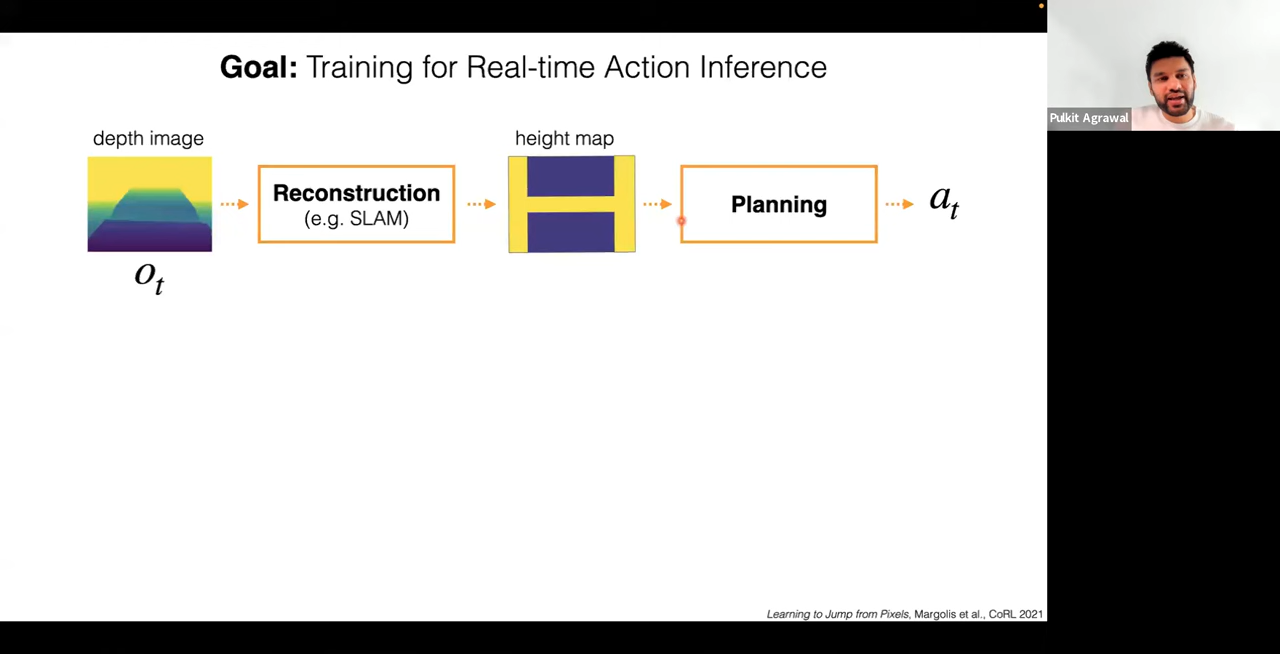 Goal: Training for Real-time Action Inference
Pulkit Agrawal
depth image
height map
Reconstruction
(e.g. SLAM)
Planning
a_t
o_t
Learning to Jump from Pixels, Margolis et al., CoRL 2021